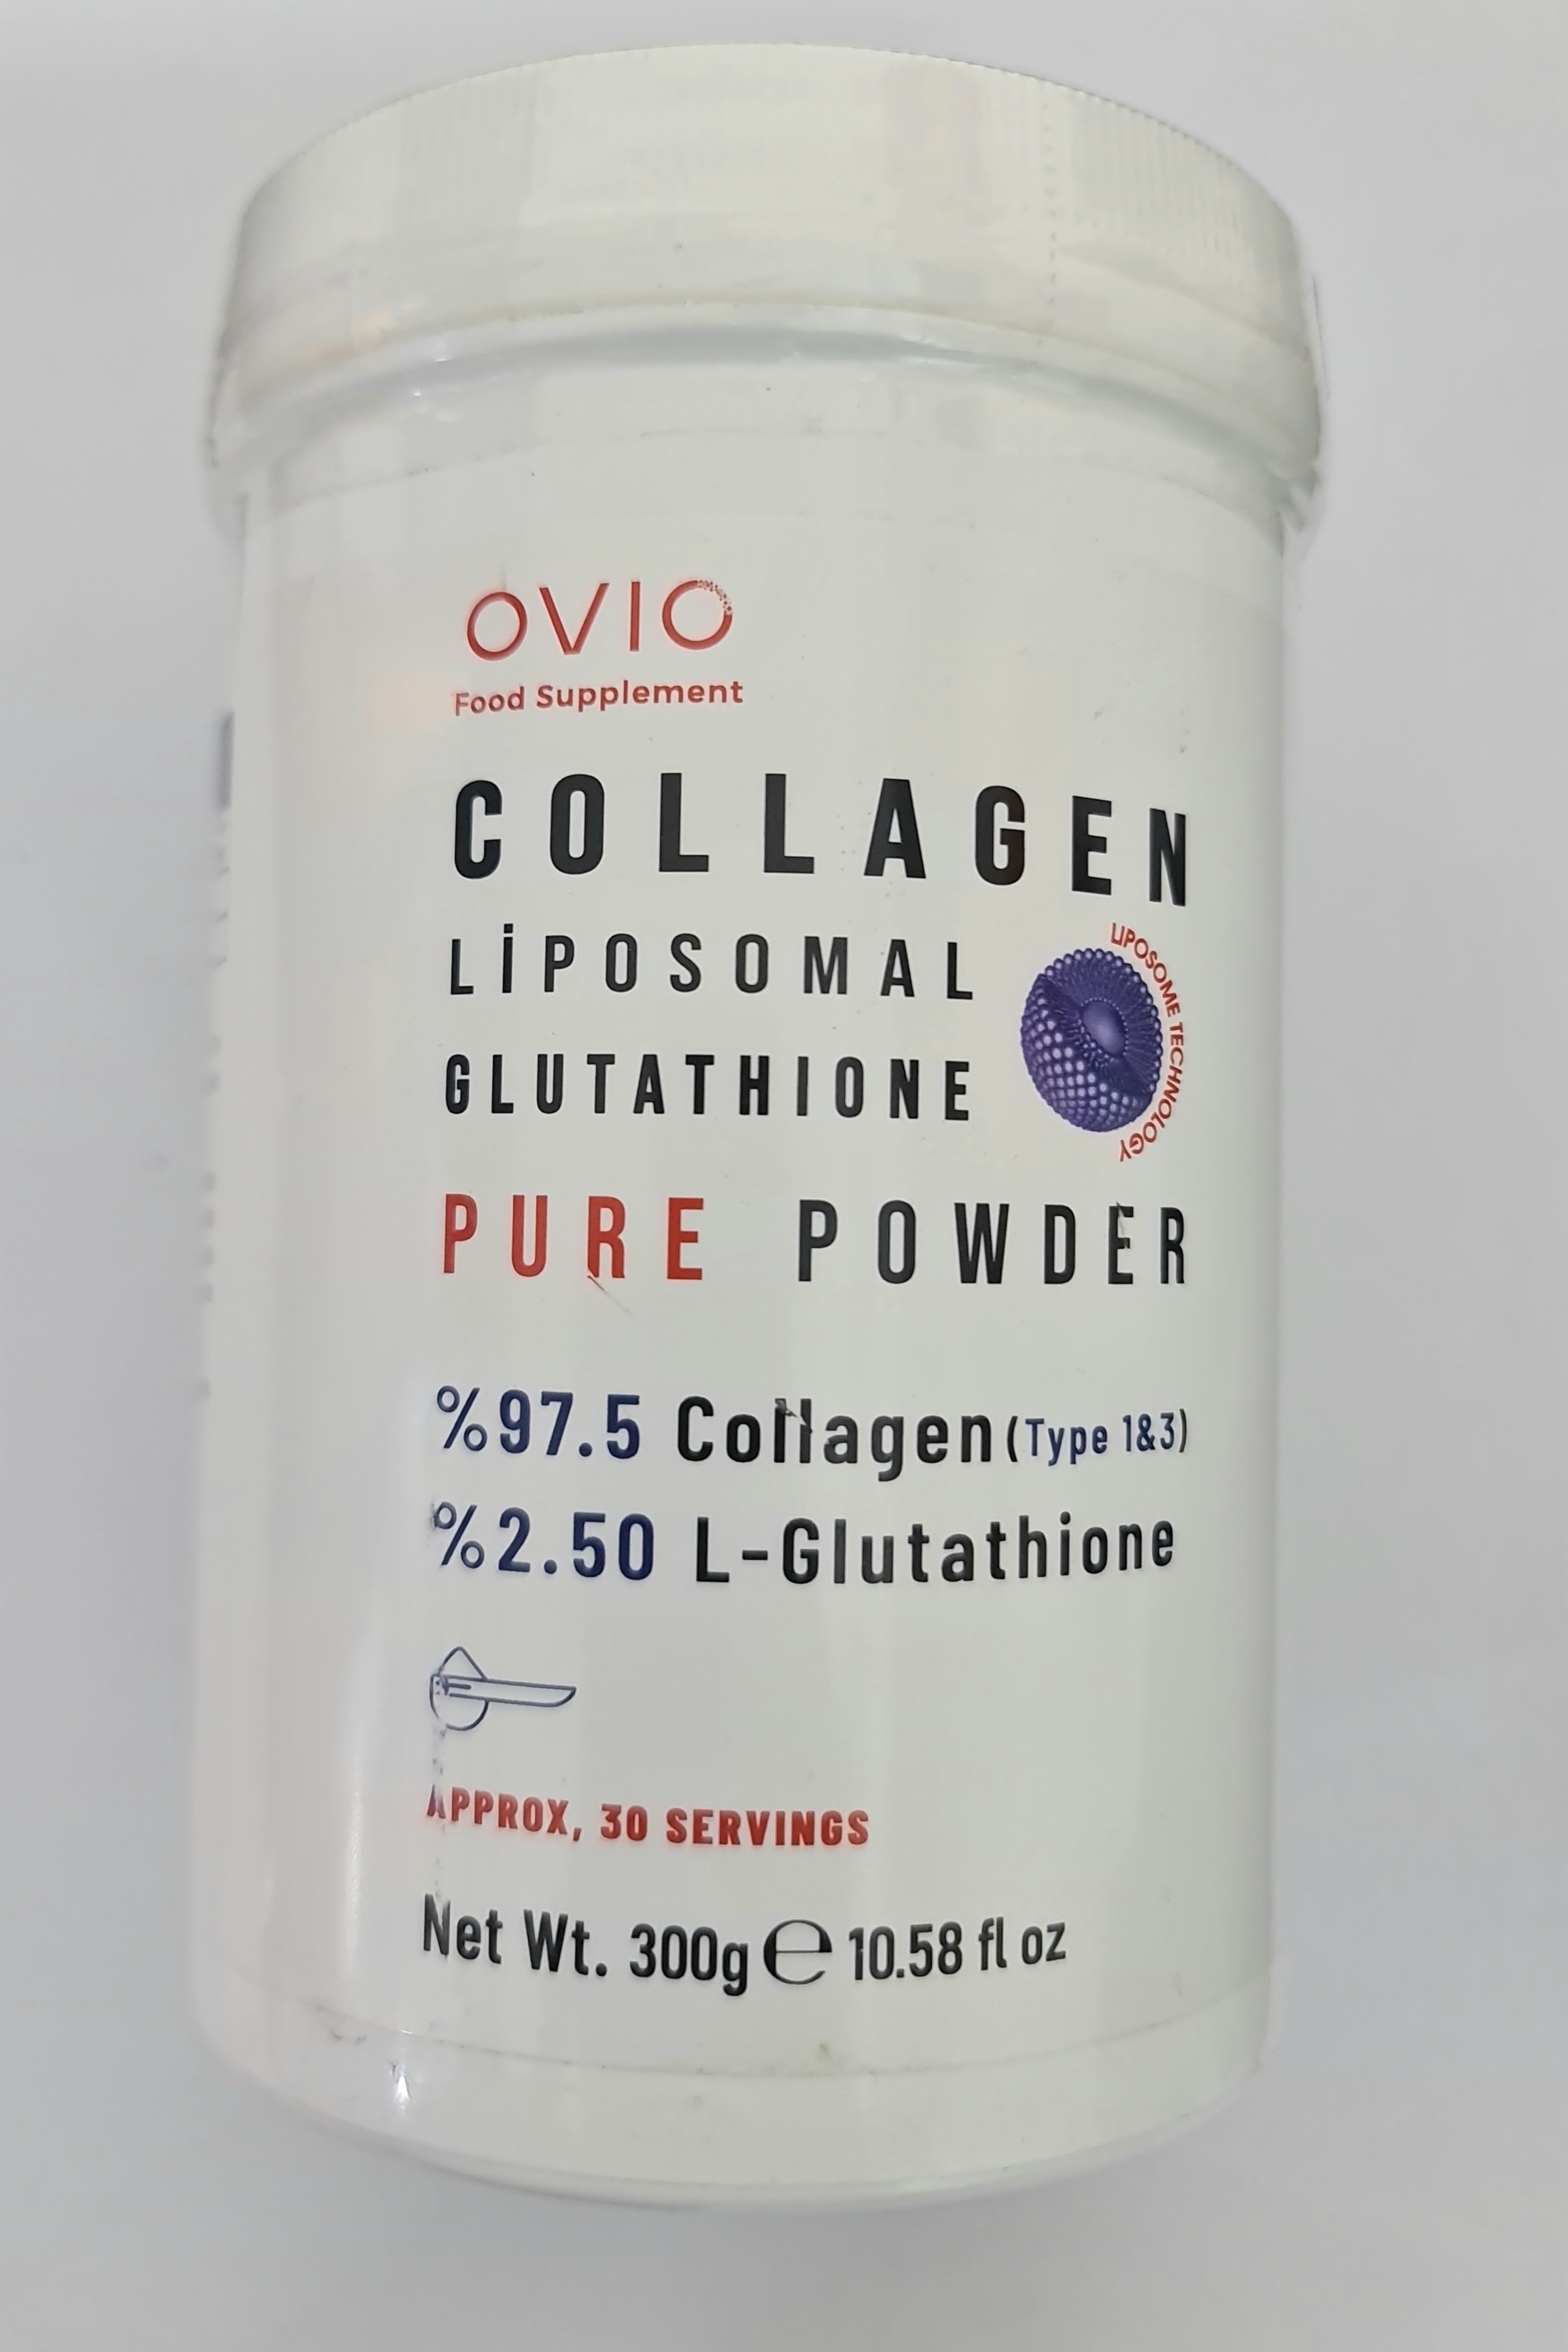 OVIO
Food Supplement
COLLAGEN
LİPOSOMAL
GLUTATHIONE
LIPOSOME TECHNOLOGY
PURE POWDER
%97.5 Collagen (Type 1&3)
%2.50 L-Glutathione
APPROX, 30 SERVINGS
Net Wt. 300g ℮ 10.58 fl oz